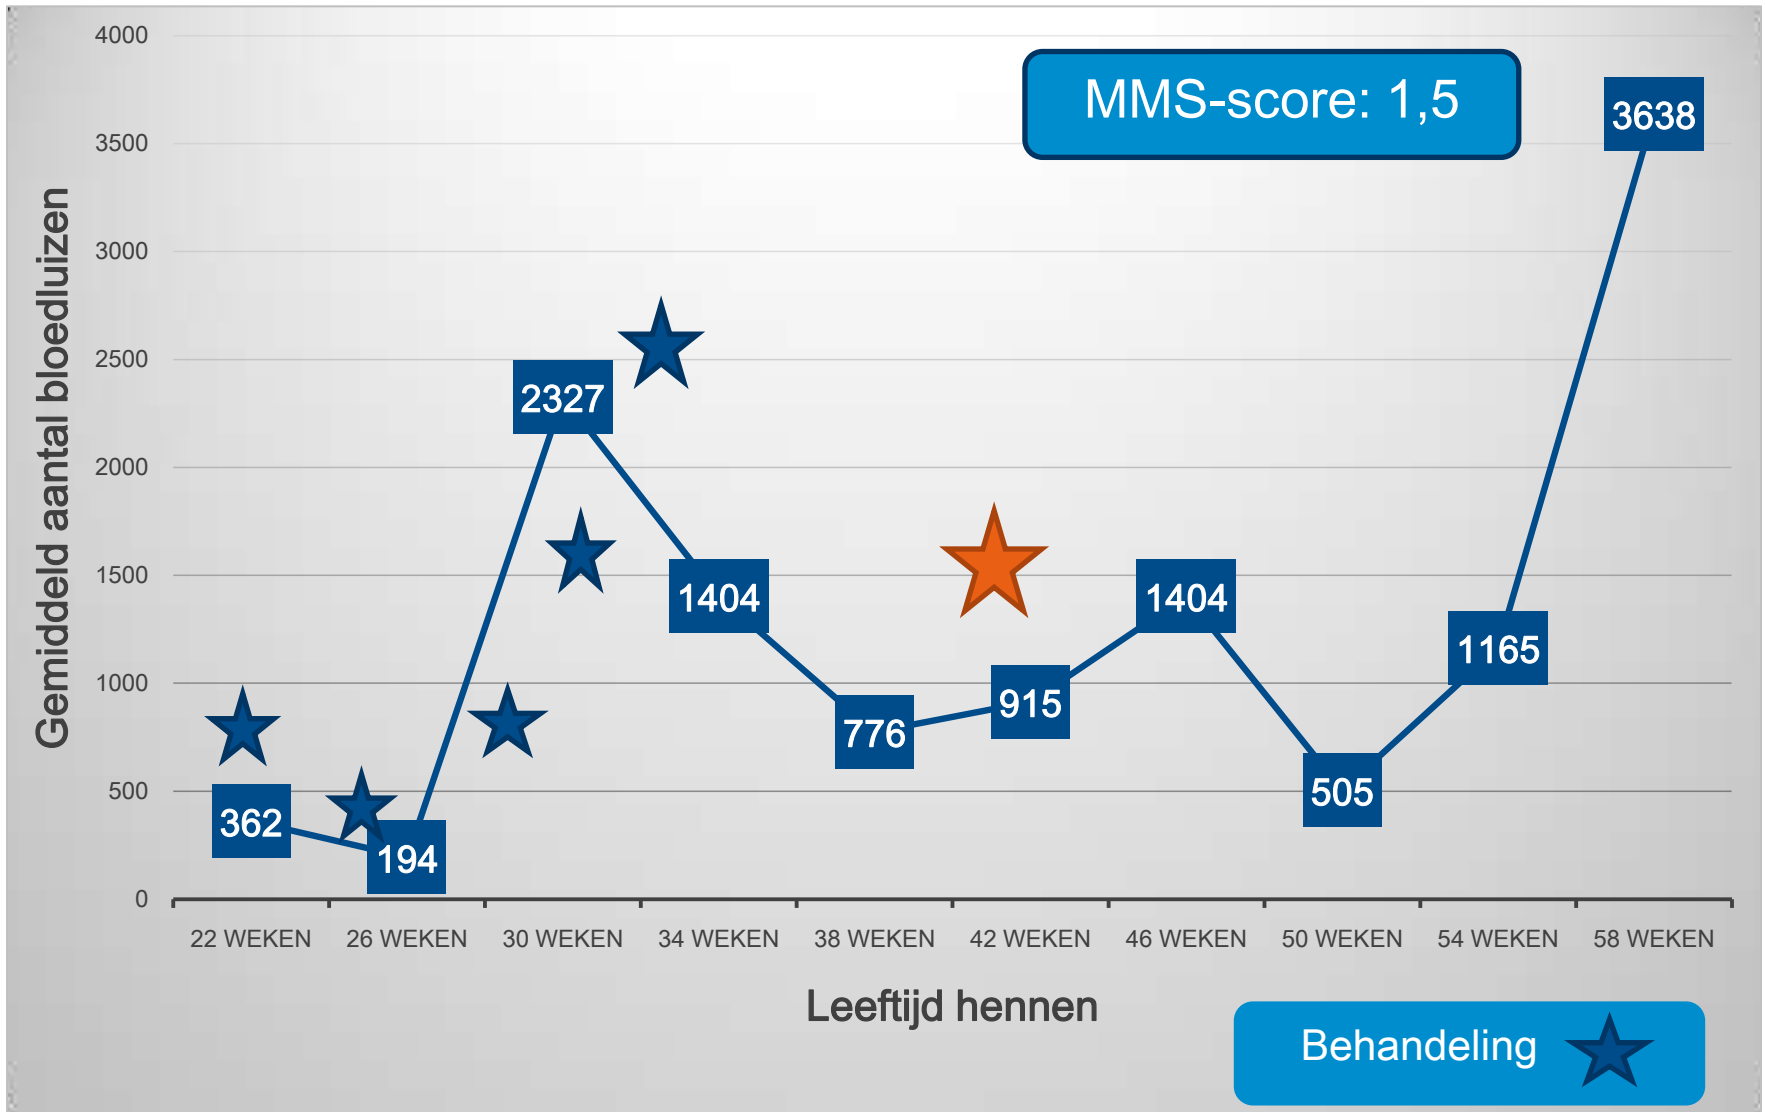 MMS-score: 1,5
Gemiddeld aantal bloedluizen
4000
3500
3000
2500
2000
1500
1000
500
0
362
194
2327
1404
776
915
1404
505
1165
3638
22 WEKEN
26 WEKEN
30 WEKEN
34 WEKEN
38 WEKEN
42 WEKEN
46 WEKEN
50 WEKEN
54 WEKEN
58 WEKEN
Leeftijd hennen
Behandeling